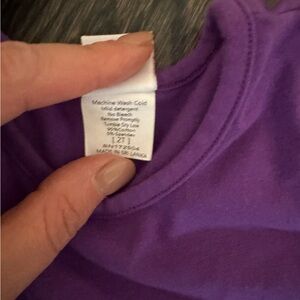 Machine Wash Cold
Mild detergent
No Bleach
Remove Promptly
Tumble Dry Low
95%Cotton
5% Spandex
[ 2T ]
MADE IN SRI LANKA